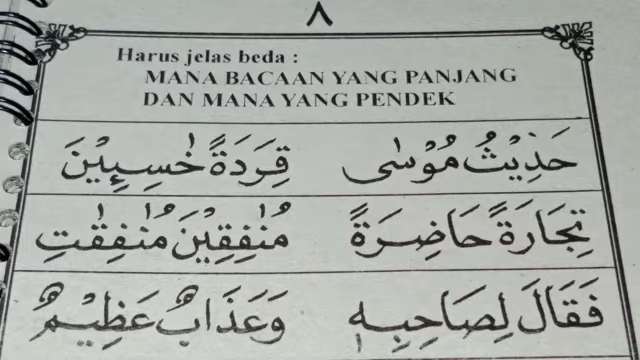 ٨
Harus jelas beda :
MANA BACAAN YANG PANJANG
DAN MANA YANG PENDEK
حَذِيْثُ مُوْسٰى قِرَدَةً خٰسِـِٕيْنَ
تِجَارَةً حَاضِرَةً مُنٰفِقِيْنَ مُنٰفِقٰتِ
فَقَالَ لِصَاحِبِهٖ وَعَذَابٌ عَظِيْمٌ